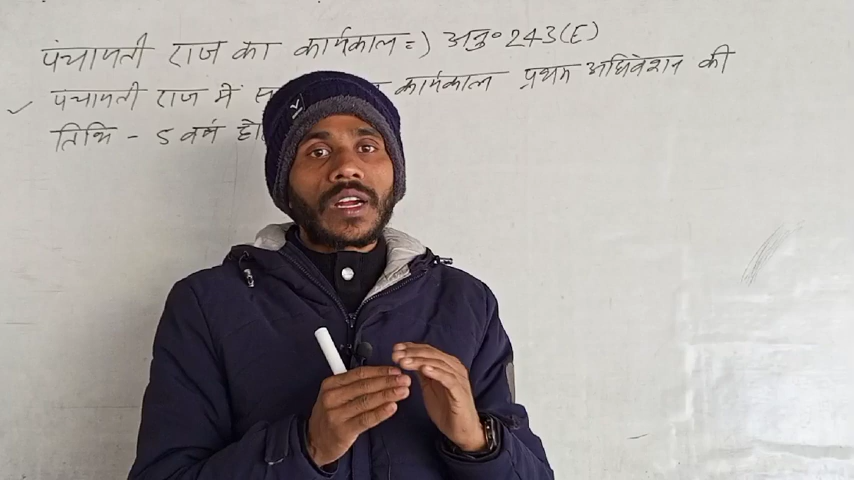 पंचायती राज का कार्यकाल => अनु० 243(E)
पंचायती राज में कार्यकाल प्रथम अधिवेशन की
तिथि - 5 वर्ष